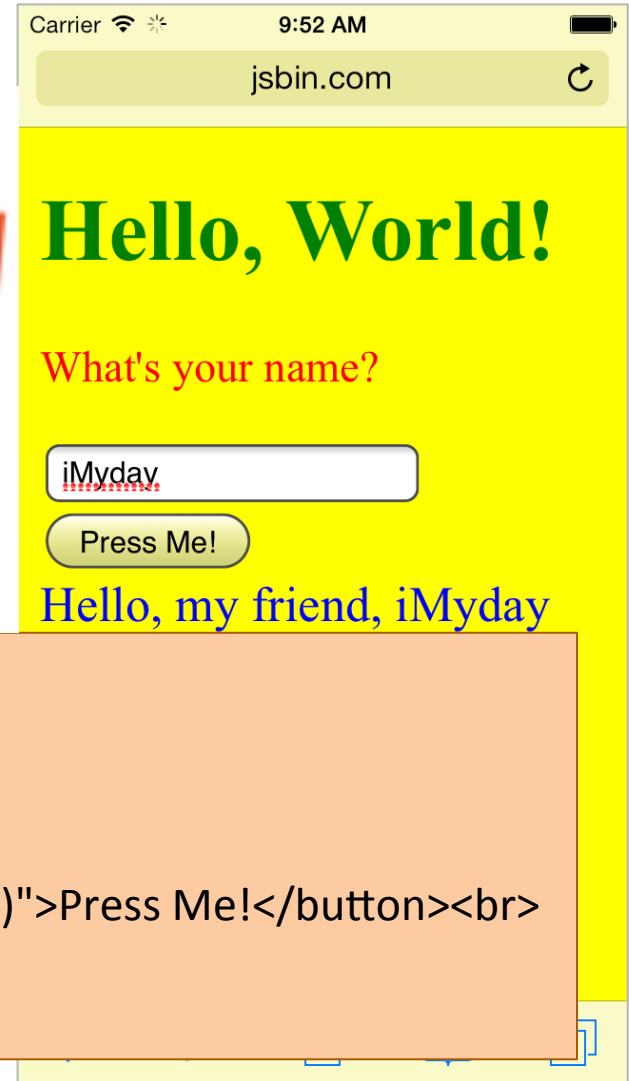 Carrier 9:52 AM
jsbin.com
Hello, World!
What's your name?
iMyday
Press Me!
Hello, my friend, iMyday
)">Press Me!</button><br>